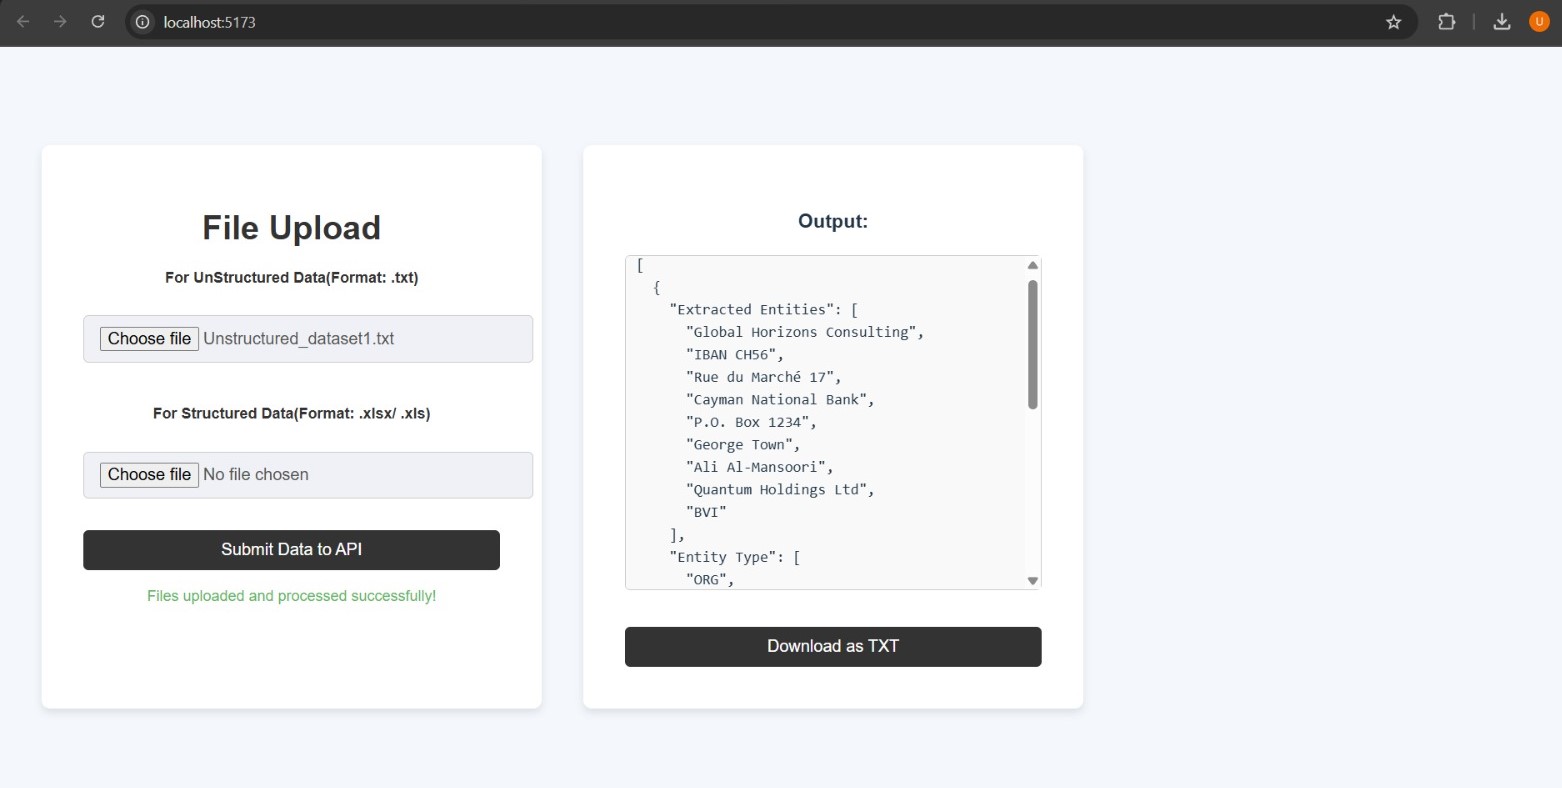 localhost:5173
U
File Upload
For UnStructured Data(Format: .txt)
Choose file Unstructured_dataset1.txt
For Structured Data(Format: .xlsx/ .xls)
Choose file No file chosen
Submit Data to API
Files uploaded and processed successfully!
Output:
[
{
"Extracted Entities": [
"Global Horizons Consulting",
"IBAN CH56",
"Rue du Marché 17",
"Cayman National Bank",
"P.O. Box 1234",
"George Town",
"Ali Al-Mansoori",
"Quantum Holdings Ltd",
"BVI"
],
"Entity Type": [
"ORG",
Download as TXT